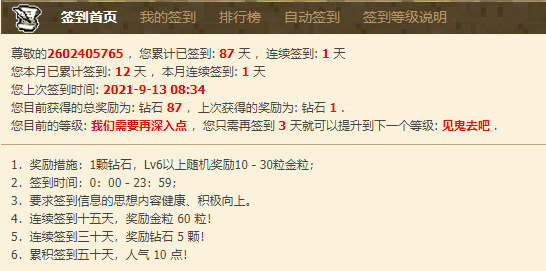 签到首页 我的签到 排行榜 自动签到 签到等级说明
尊敬的2602405765 ，您累计已签到: 87 天 ，连续签到: 1 天
您本月已累计签到: 12 天 ，本月连续签到: 1 天
您上次签到时间: 2021-9-13 08:34
您目前获得的总奖励为: 钻石 87 ，上次获得的奖励为: 钻石 1 .
您目前的等级: 我们需要再深入点 ，您只需再签到 3 天就可以提升到下一个等级: 见鬼去吧 .
1. 奖励措施：1颗钻石，Lv6以上随机奖励10 - 30粒金粒；
2. 签到时间：0：00 - 23：59；
3. 要求签到信息的思想内容健康、积极向上。
4. 连续签到十五天，奖励金粒 60 粒！
5. 连续签到三十天，奖励钻石 5 颗！
6. 累积签到五十天，人气 10 点！